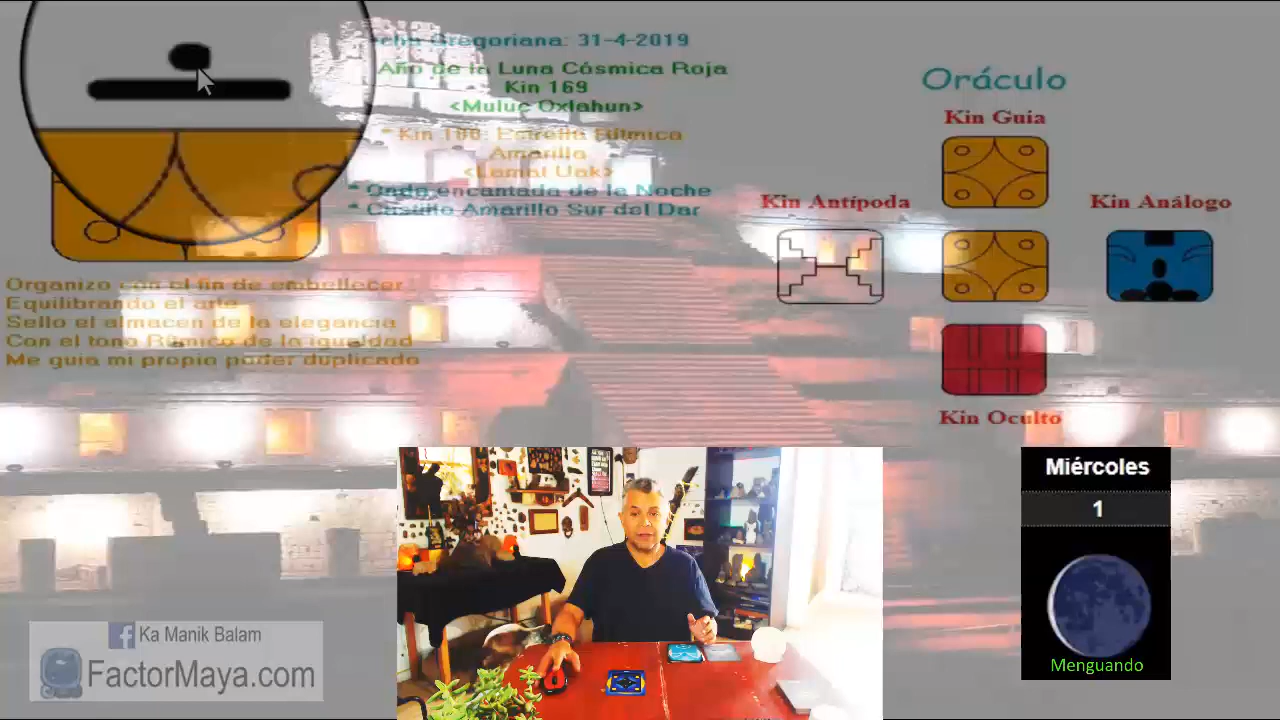 cha Gregoriana: 31-4-2019
Año de la Luna Cósmica Roja
Kin 169
<Muluc Oxlahun>
* Kin 188: Estrella Rítmica
Amarilla
<Lamat Uak>
* Onda encantada de la Noche
* Castillo Amarillo Sur del Dar
Organizo con el fin de embellecer
Equilibrando el arte
Sello el almacen de la elegancia
Con el tono Rítmico de la igualdad
Me guia mi propio poder duplicado
Oráculo
Kin Guia
Kin Antípoda
Kin Análogo
Kin Oculto
Miércoles
1
Menguando
Ka Manik Balam
FactorMaya.com